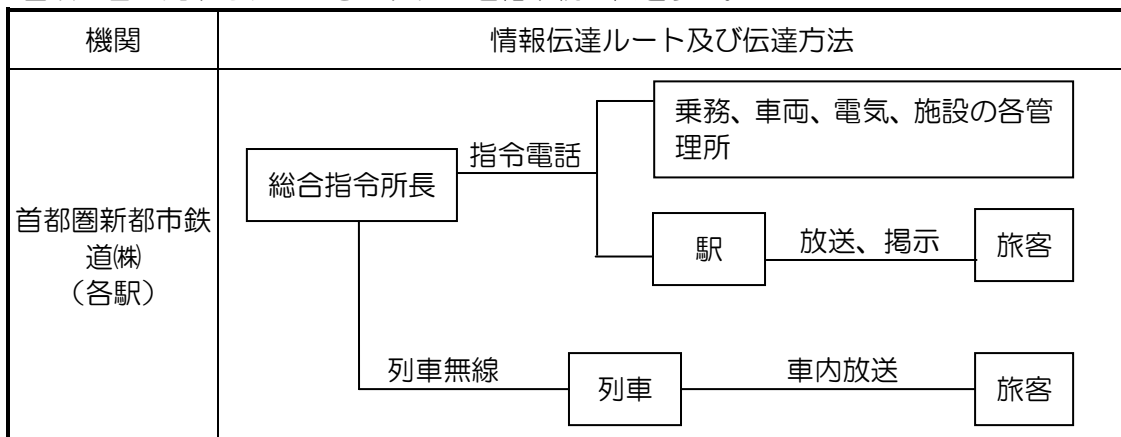 機関
情報伝達ルート及び伝達方法
首都圏新都市鉄
道㈱
（各駅）
総合指令所長
指令電話
乗務、車両、電気、施設の各管
理所
駅
放送、掲示
旅客
列車無線
列車
車内放送
旅客